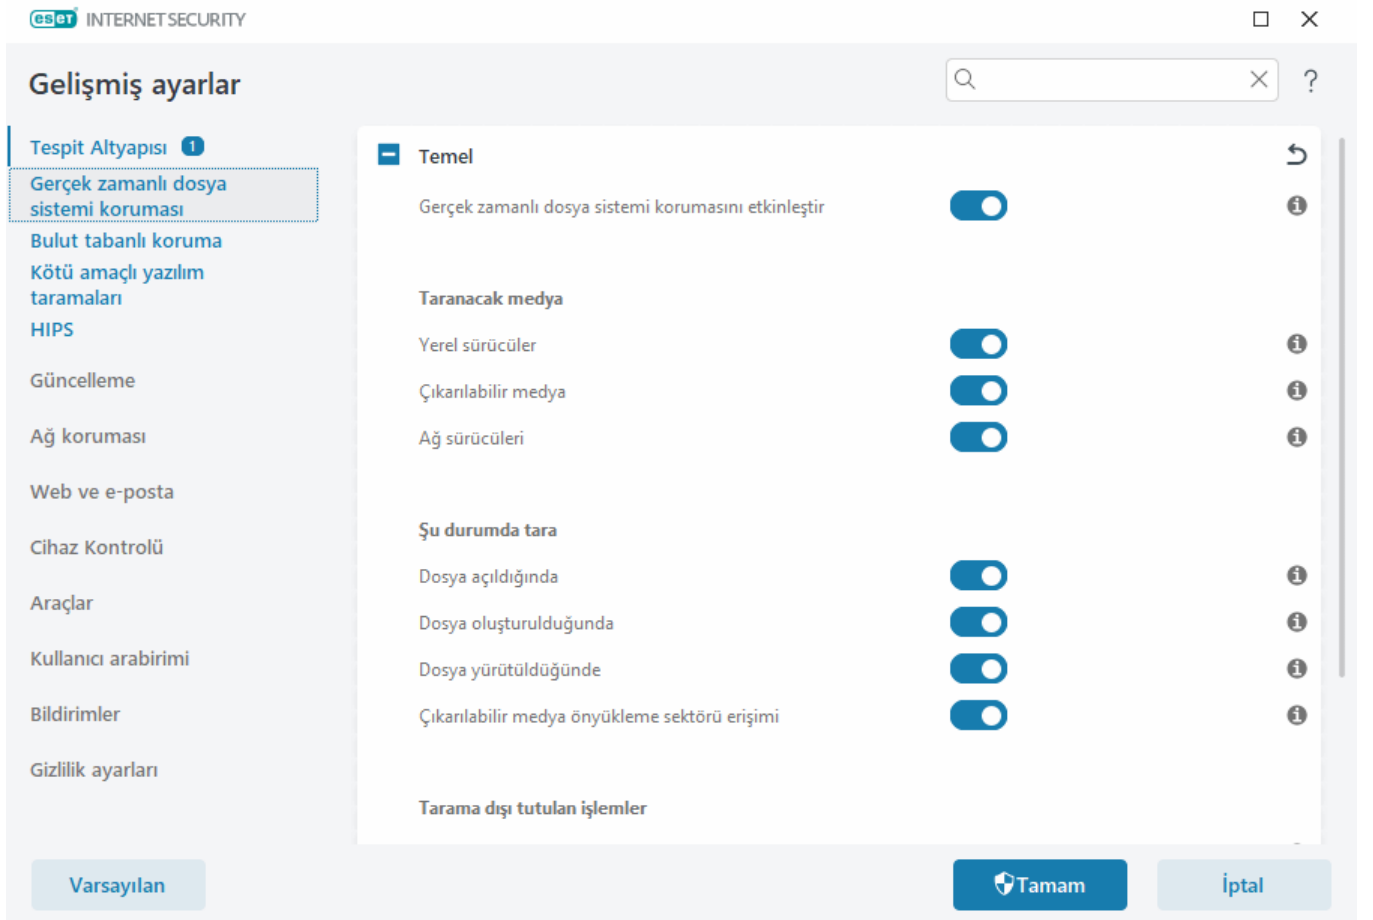 eset INTERNET SECURITY
Gelişmiş ayarlar
?
Tespit Altyapısı 1
Gerçek zamanlı dosya
sistemi koruması
Bulut tabanlı koruma
Kötü amaçlı yazılım
taramaları
HIPS
Güncelleme
Ağ koruması
Web ve e-posta
Cihaz Kontrolü
Araçlar
Kullanıcı arabirimi
Bildirimler
Gizlilik ayarları
Temel
Gerçek zamanlı dosya sistemi korumasını etkinleştir
Taranacak medya
Yerel sürücüler
Çıkarılabilir medya
Ağ sürücüleri
Şu durumda tara
Dosya açıldığında
Dosya oluşturulduğunda
Dosya yürütüldüğünde
Çıkarılabilir medya önyükleme sektörü erişimi
Tarama dışı tutulan işlemler
Varsayılan
Tamam
İptal